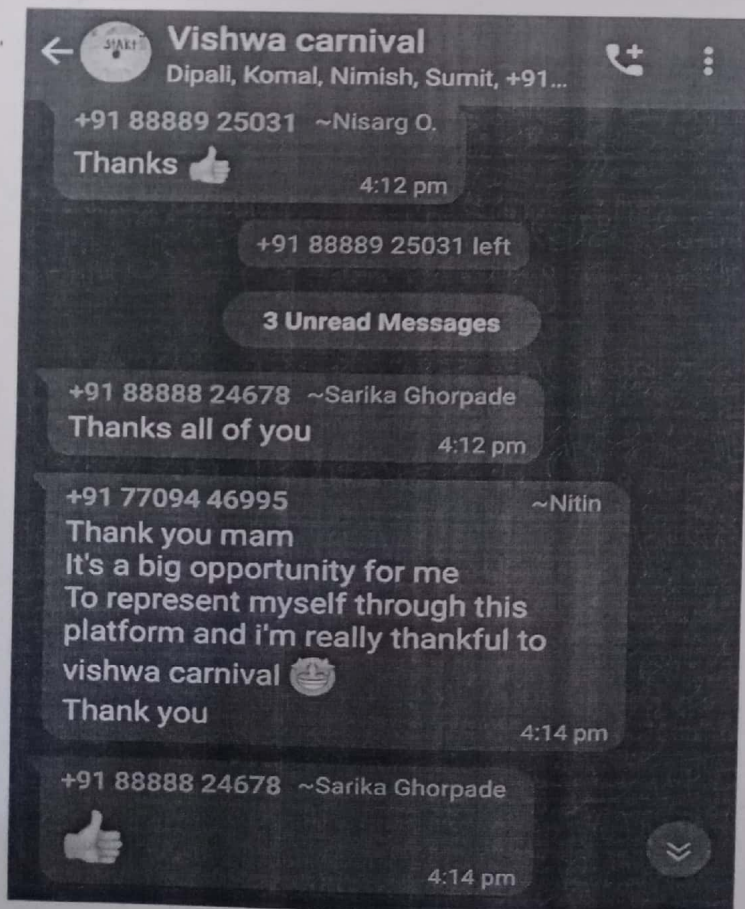 START
Vishwa carnival
Dipali, Komal, Nimish, Sumit, +91...
+91 88889 25031 ~Nisarg O.
Thanks 👍
4:12 pm
+91 88889 25031 left
3 Unread Messages
+91 88888 24678 ~Sarika Ghorpade
Thanks all of you
4:12 pm
+91 77094 46995 ~Nitin
Thank you mam
It's a big opportunity for me
To represent myself through this
platform and i'm really thankful to
vishwa carnival 🤩
Thank you
4:14 pm
+91 88888 24678 ~Sarika Ghorpade
👍
4:14 pm